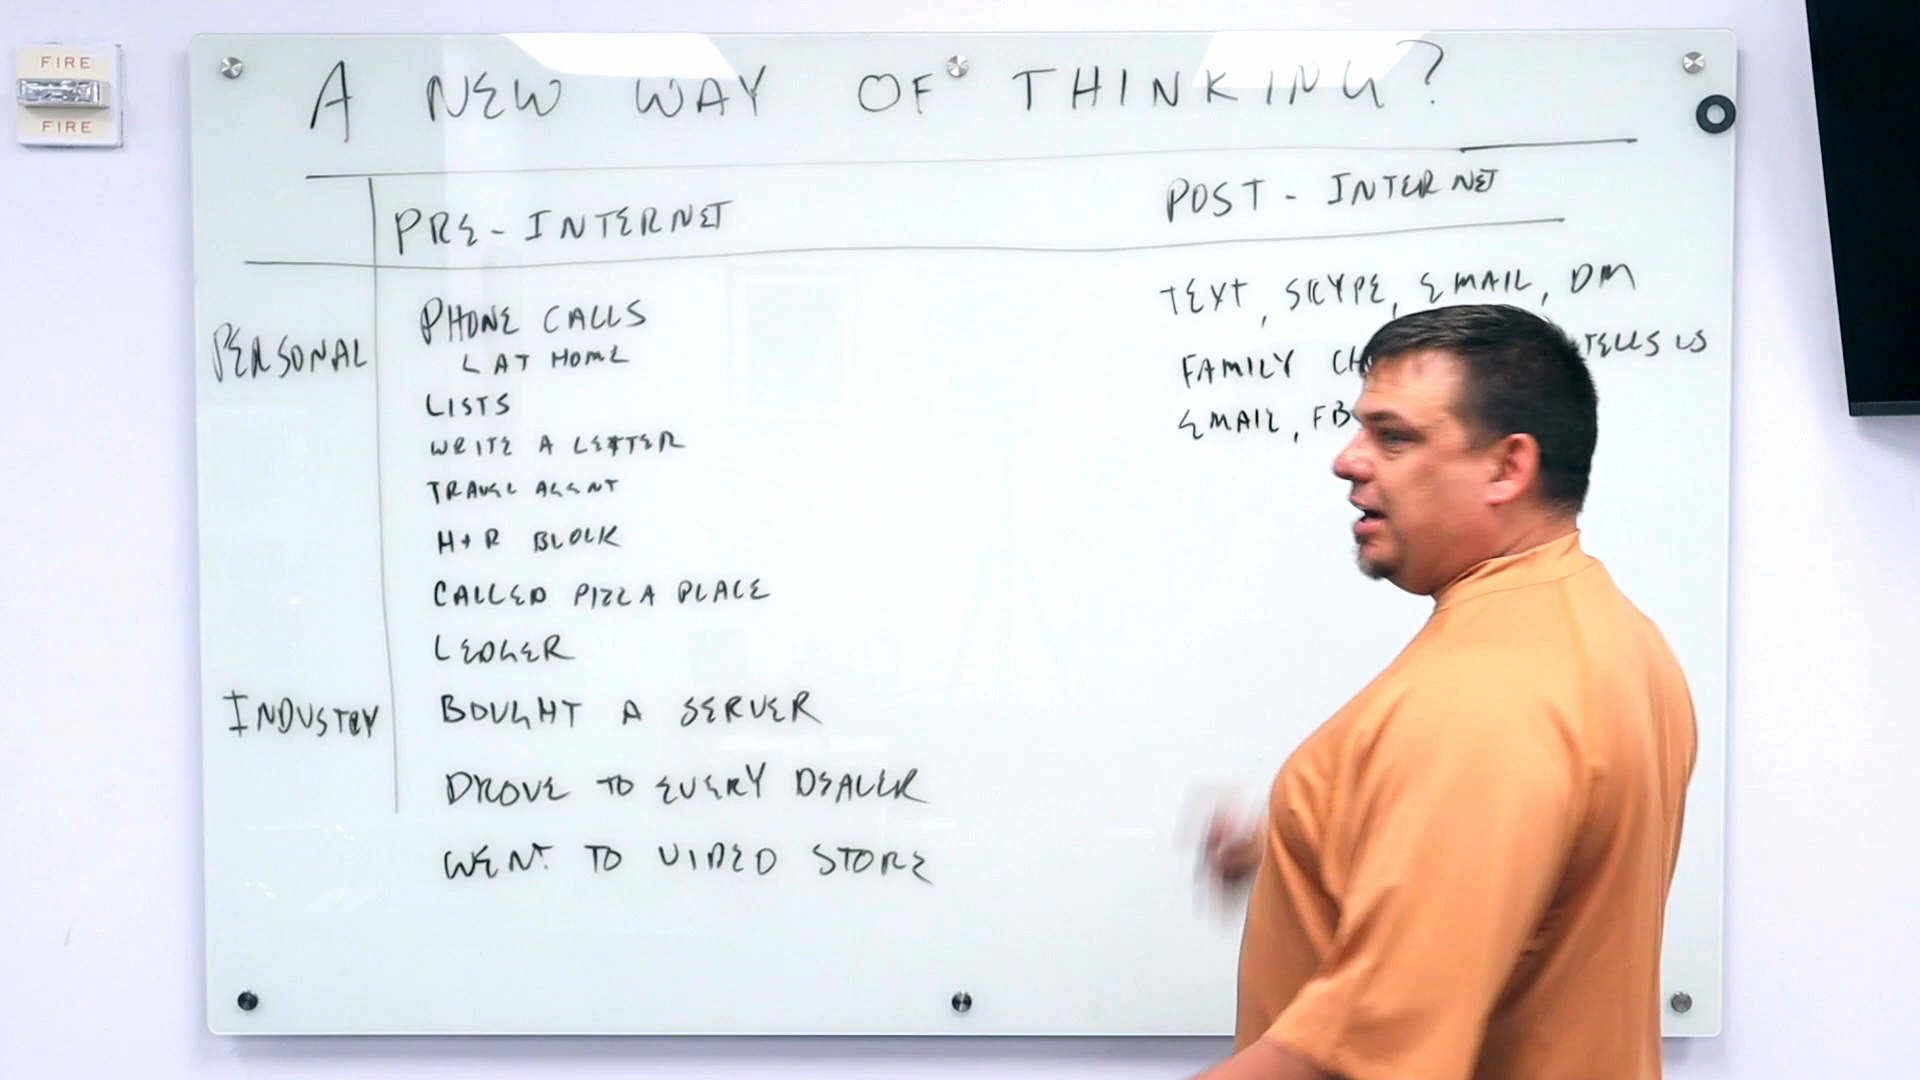 FIRE
FIRE
A NEW WAY OF THINKING?
PRE-INTERNET
POST-INTERNET
PERSONAL
PHONE CALLS
L AT HOME
LISTS
WRITE A LETTER
TRAVEL AGENT
H+R BLOCK
CALLED PIZZA PLACE
LEDGER
INDUSTRY
BOUGHT A SERVER
DROVE TO EVERY DEALER
WENT TO VIDEO STORE
TEXT, SKYPE, EMAIL, DM
FAMILY TELLS US
EMAIL, FB